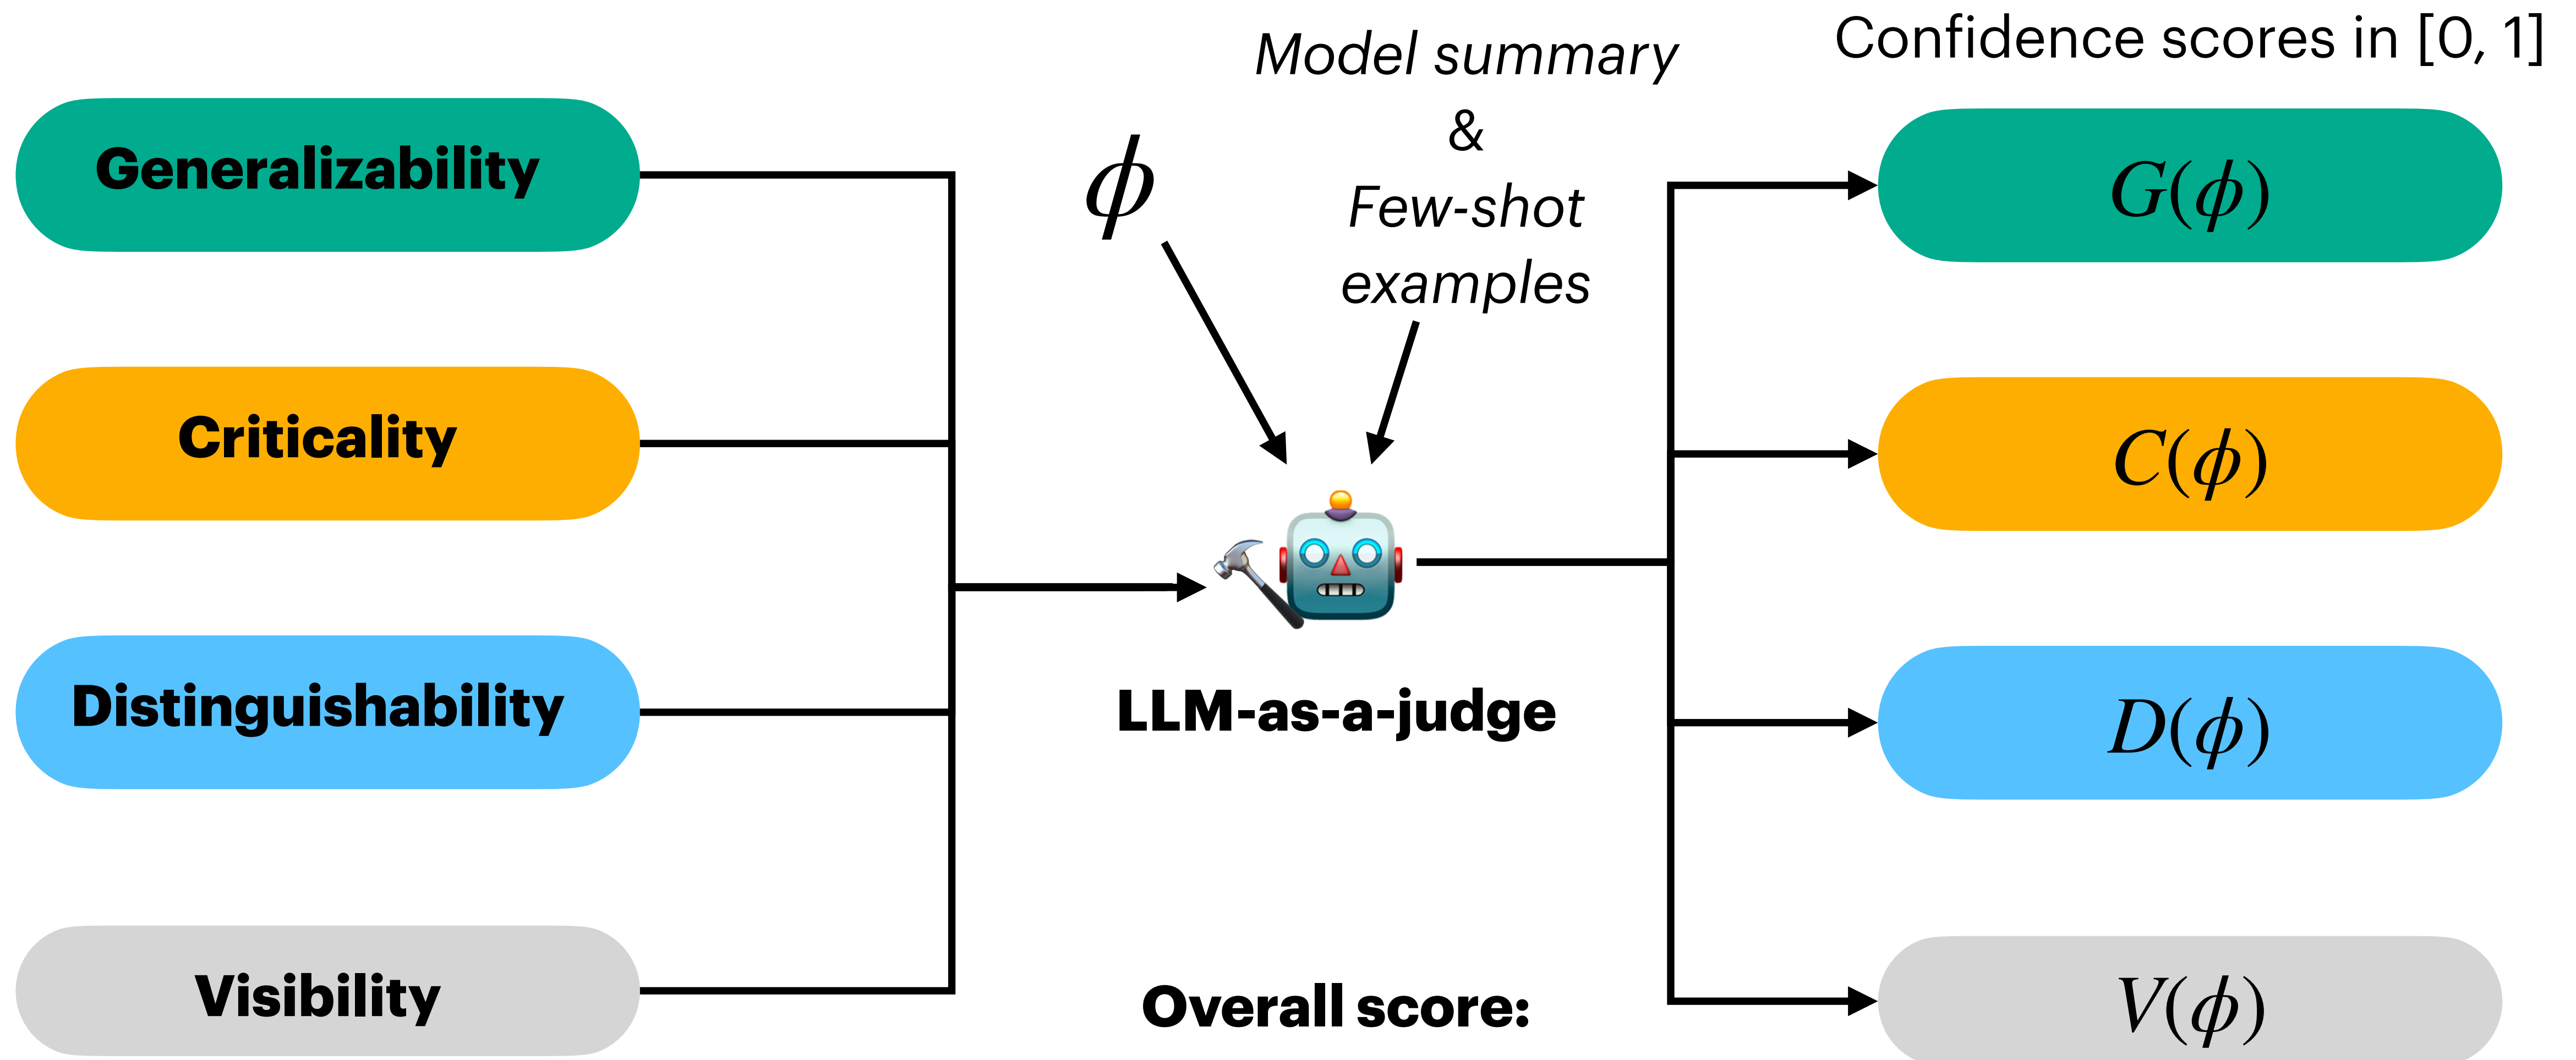 Generalizability
Criticality
Distinguishability
Visibility
ϕ
Model summary
&
Few-shot
examples
LLM-as-a-judge
Overall score:
Confidence scores in [0, 1]
G(ϕ)
C(ϕ)
D(ϕ)
V(ϕ)